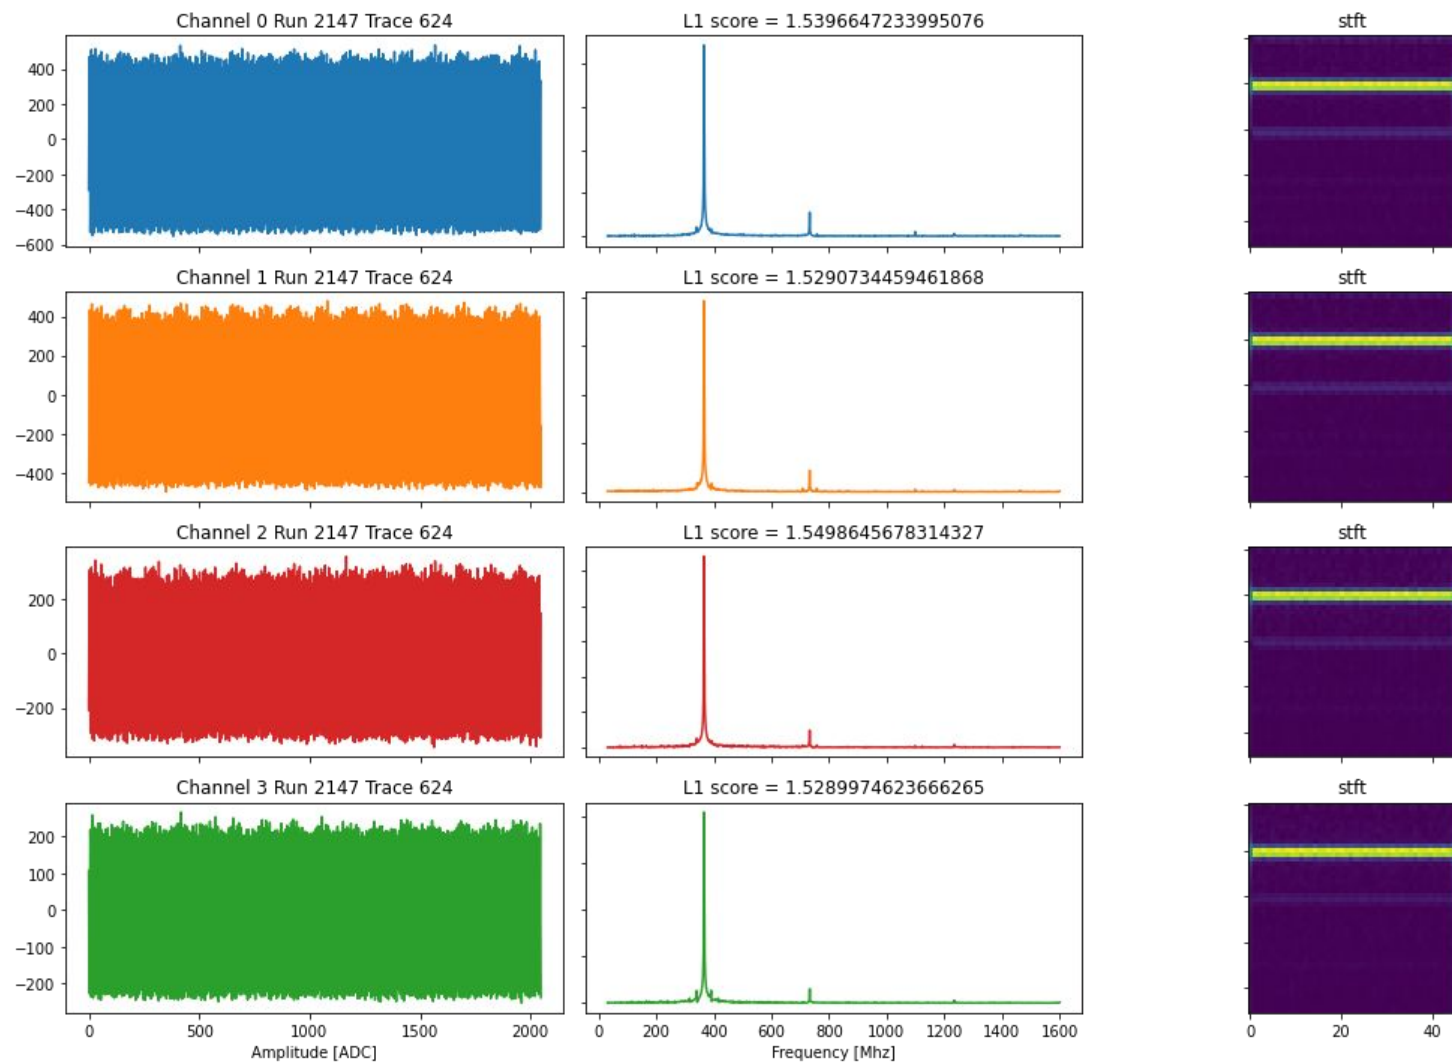 Channel 0 Run 2147 Trace 624
L1 score = 1.5396647233995076
stft
400
200
0
−200
−400
−600
Channel 1 Run 2147 Trace 624
L1 score = 1.5290734459461868
stft
400
200
0
−200
−400
Channel 2 Run 2147 Trace 624
L1 score = 1.5498645678314327
stft
200
0
−200
Channel 3 Run 2147 Trace 624
L1 score = 1.5289974623666265
stft
200
100
0
−100
−200
0 500 1000 1500 2000
0 200 400 600 800 1000 1200 1400 1600
0 20 40
Amplitude [ADC]
Frequency [Mhz]